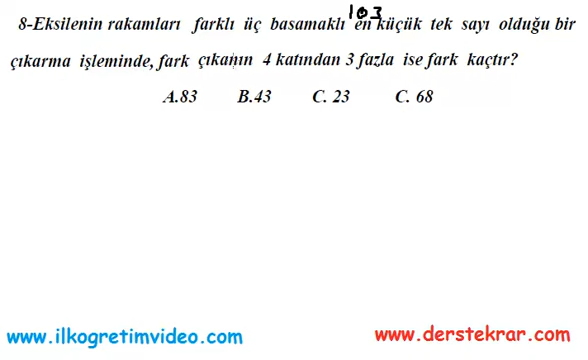 103
8-Eksilenin rakamları farklı üç basamaklı en küçük tek sayı olduğu bir
çıkarma işleminde, fark çıkanın 4 katından 3 fazla ise fark kaçtır?
A.83 B.43 C. 23 C. 68
www.ilkogretimvideo.com www.derstekrar.com